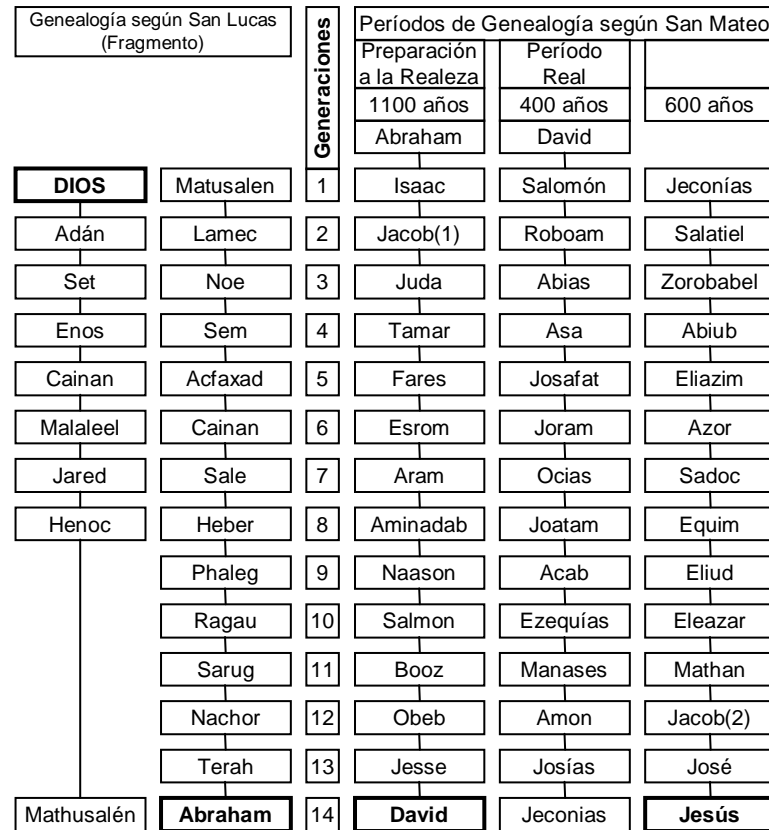 Genealogía según San Lucas
(Fragmento)
Generaciones
Períodos de Genealogía según San Mateo
Preparación
a la Realeza
Período
Real
1100 años
400 años
600 años
Abraham
David
DIOS
Matusalen
1
Isaac
Salomón
Jeconías
Adán
Lamec
2
Jacob(1)
Roboam
Salatiel
Set
Noe
3
Juda
Abias
Zorobabel
Enos
Sem
4
Tamar
Asa
Abiub
Cainan
Acfaxad
5
Fares
Josafat
Eliazim
Malaleel
Cainan
6
Esrom
Joram
Azor
Jared
Sale
7
Aram
Ocias
Sadoc
Henoc
Heber
8
Aminadab
Joatam
Equim
Phaleg
9
Naason
Acab
Eliud
Ragau
10
Salmon
Ezequías
Eleazar
Sarug
11
Booz
Manases
Mathan
Nachor
12
Obeb
Amon
Jacob(2)
Terah
13
Jesse
Josías
José
Mathusalén
Abraham
14
David
Jeconias
Jesús